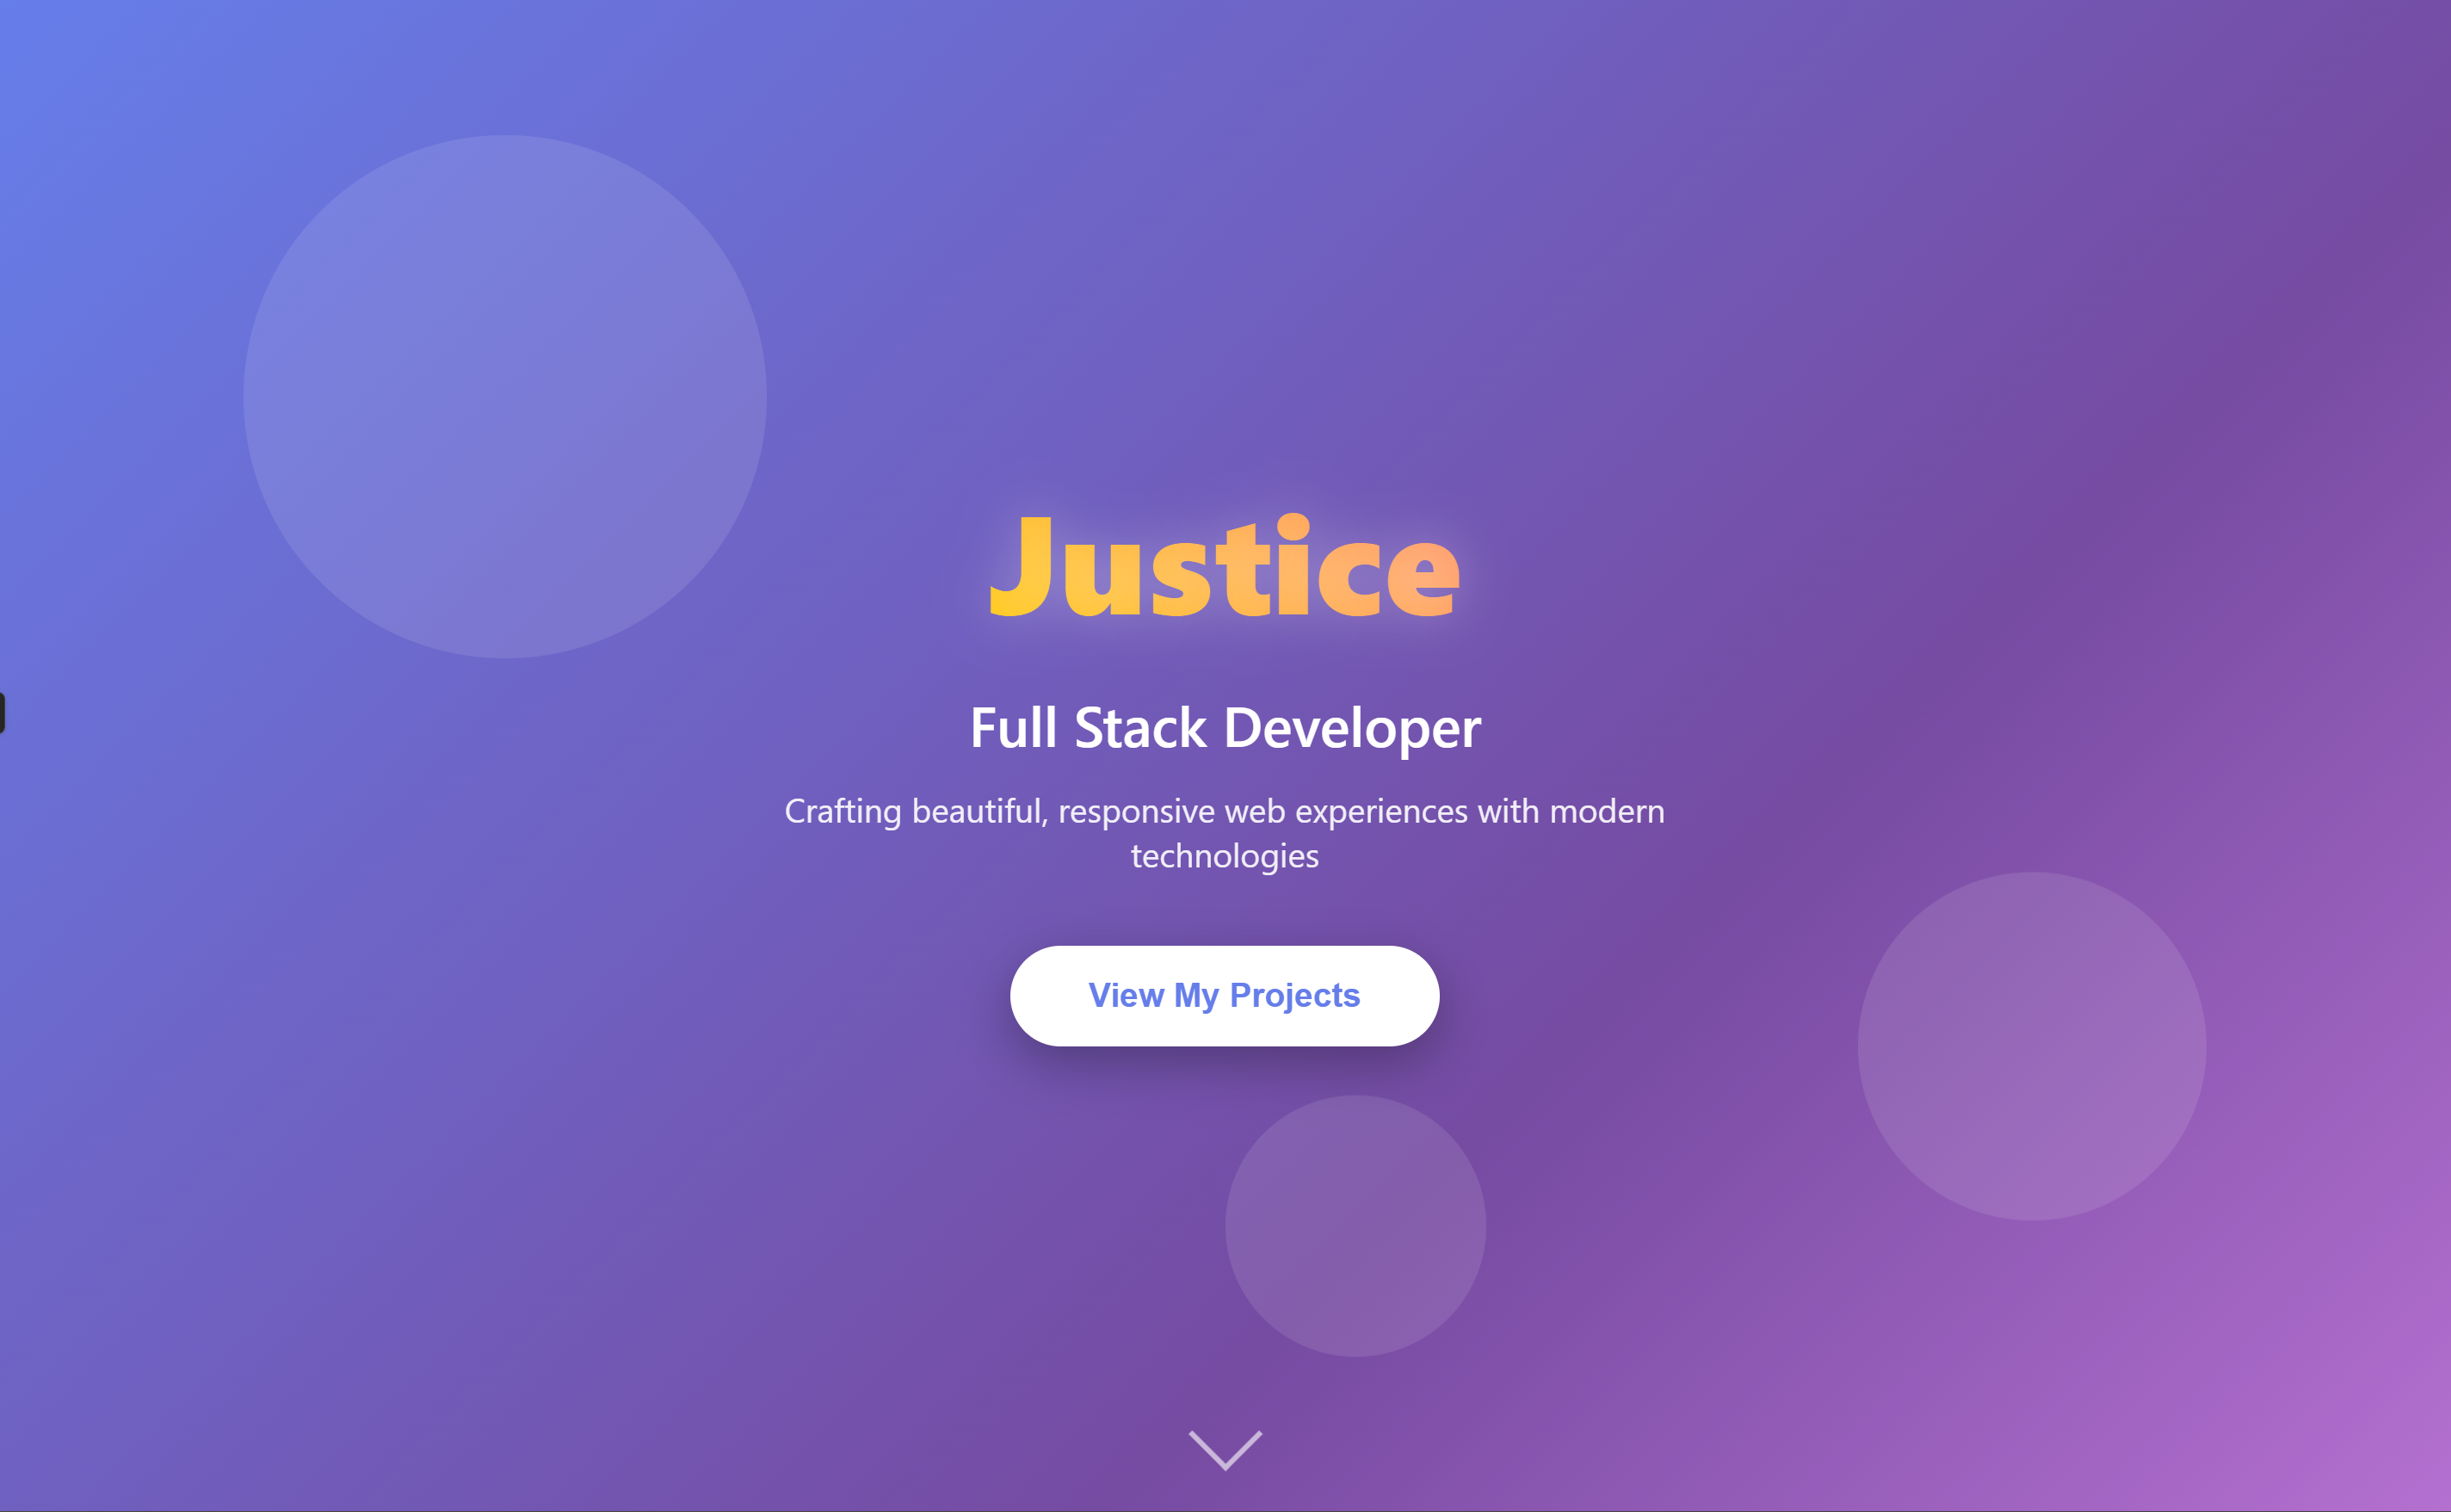 Justice
Full Stack Developer
Crafting beautiful, responsive web experiences with modern
technologies
View My Projects